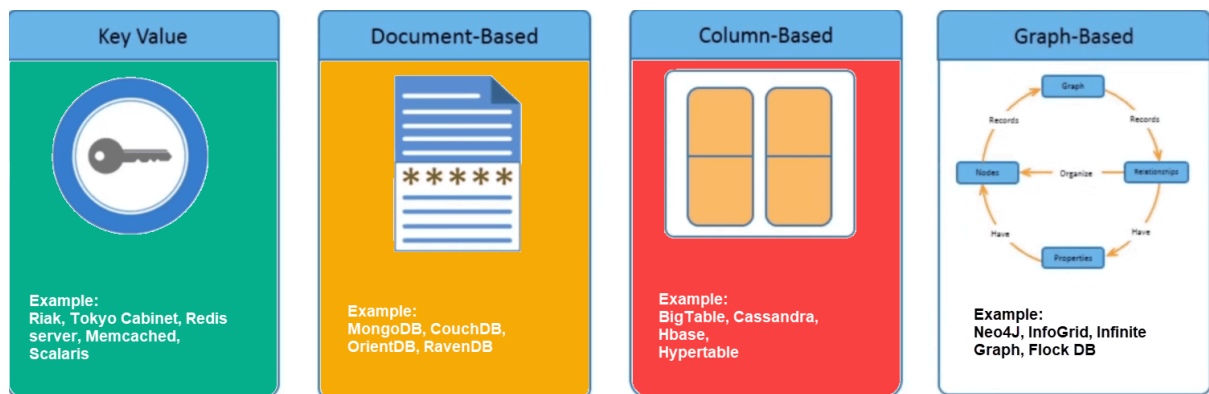 Key Value
Example:
Riak, Tokyo Cabinet, Redis
server, Memcached,
Scalaris
Document-Based
*****
Example:
MongoDB, CouchDB,
OrientDB, RavenDB
Column-Based
Example:
BigTable, Cassandra,
Hbase,
Hypertable
Graph-Based
Graph
Records
Records
Nodes
Organize
Relationships
Have
Have
Properties
Example:
Neo4J, InfoGrid, Infinite
Graph, Flock DB